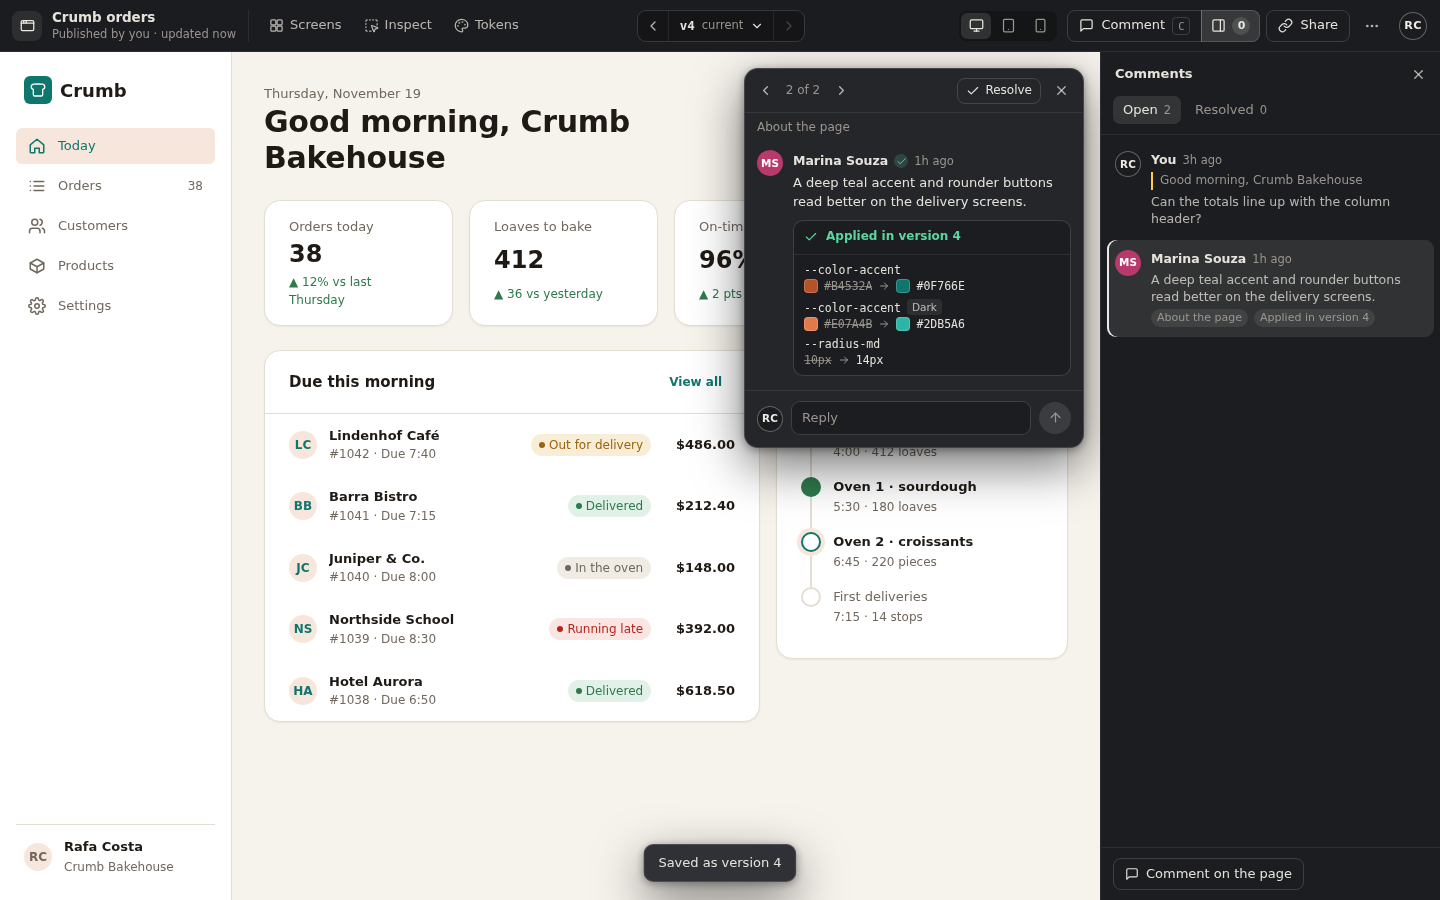 Crumb orders
Published by you · updated now
Screens
Inspect
Tokens
v4 current
Comment C
0
Share
RC
Crumb
Today
Orders 38
Customers
Products
Settings
Rafa Costa
RC
Crumb Bakehouse
Thursday, November 19
Good morning, Crumb
Bakehouse
Orders today
38
▲ 12% vs last
Thursday
Loaves to bake
412
▲ 36 vs yesterday
On-tim
96%
▲ 2 pts
Due this morning
View all
LC
Lindenhof Café
#1042 · Due 7:40
Out for delivery
$486.00
BB
Barra Bistro
#1041 · Due 7:15
Delivered
$212.40
JC
Juniper & Co.
#1040 · Due 8:00
In the oven
$148.00
NS
Northside School
#1039 · Due 8:30
Running late
$392.00
HA
Hotel Aurora
#1038 · Due 6:50
Delivered
$618.50
4:00 · 412 loaves
Oven 1 · sourdough
5:30 · 180 loaves
Oven 2 · croissants
6:45 · 220 pieces
First deliveries
7:15 · 14 stops
2 of 2
Resolve
About the page
MS
Marina Souza 1h ago
A deep teal accent and rounder buttons
read better on the delivery screens.
Applied in version 4
--color-accent
#B4532A → #0F766E
--color-accent Dark
#E07A4B → #2DB5A6
--radius-md
10px → 14px
RC
Reply
Saved as version 4
Comments
Open 2
Resolved 0
RC
You 3h ago
Good morning, Crumb Bakehouse
Can the totals line up with the column
header?
MS
Marina Souza 1h ago
A deep teal accent and rounder buttons
read better on the delivery screens.
About the page
Applied in version 4
Comment on the page